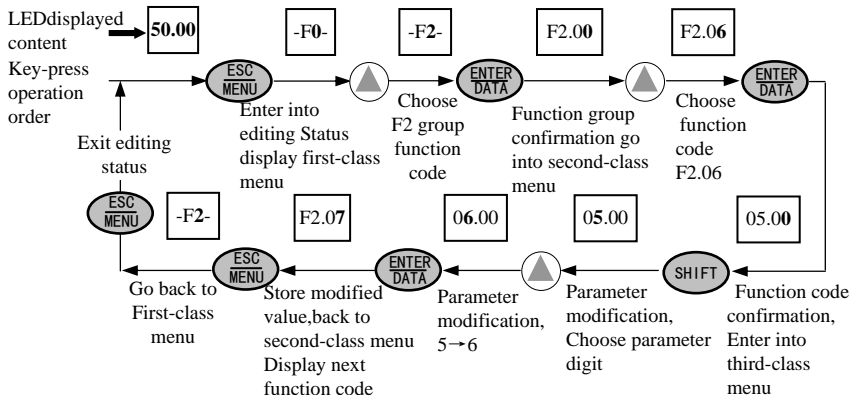 LEDdisplayed
content
50.00
-F0-
-F2-
F2.00
F2.06
Key-press
operation
order
ESC
MENU
ENTER
DATA
ENTER
DATA
Enter into
editing Status
display first-class
menu
Choose
F2 group
function
code
Function group
confirmation go
into second-class
menu
Choose
function
code
F2.06
Exit editing
status
ESC
MENU
-F2-
F2.07
06.00
05.00
05.00
ESC
MENU
ENTER
DATA
SHIFT
Go back to
First-class
menu
Store modified
value,back to
second-class menu
Display next
function code
Parameter
modification,
5→6
Parameter
modification,
Choose parameter
digit
Function code
confirmation,
Enter into
third-class
menu